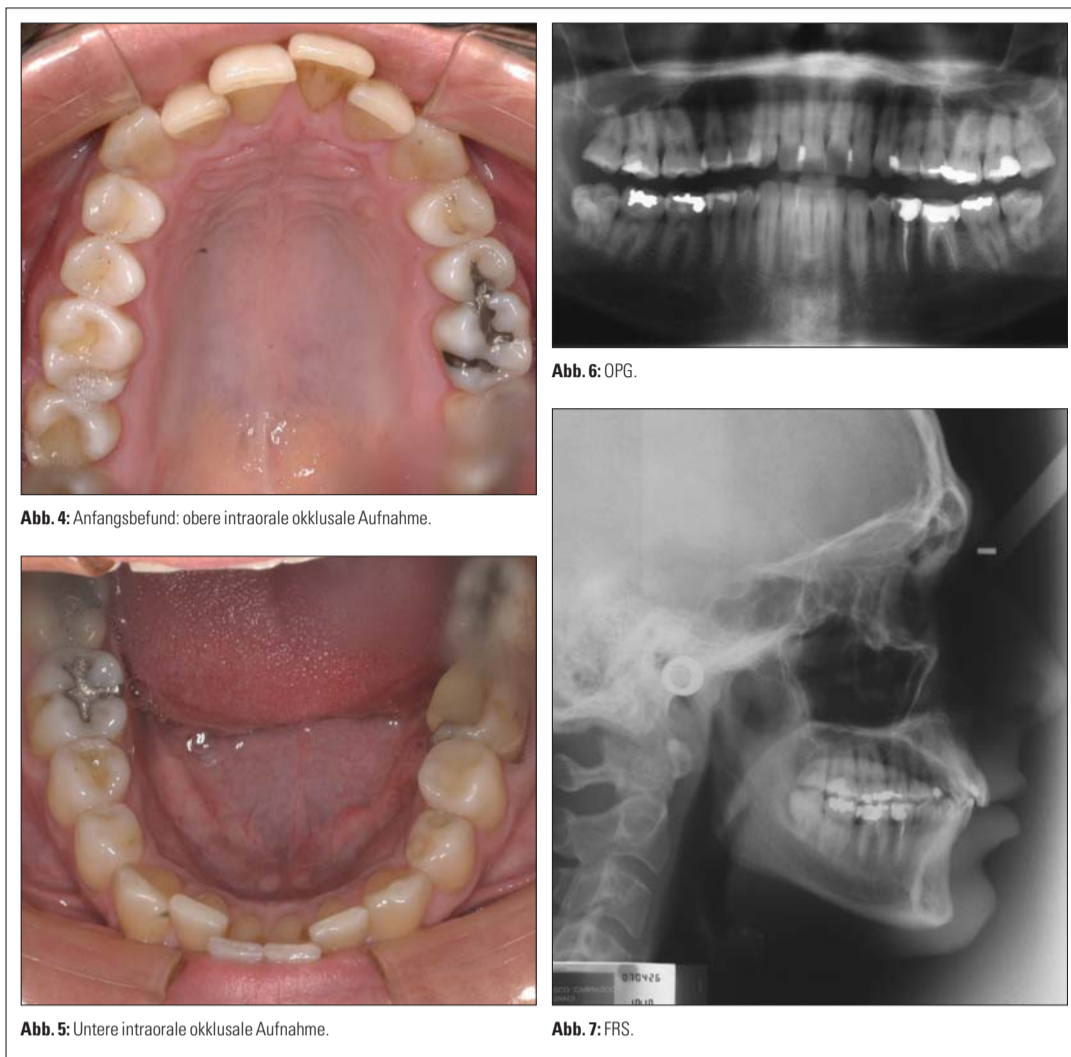 Abb. 4: Anfangsbefund: obere intraorale okklusale Aufnahme.
Abb. 5: Untere intraorale okklusale Aufnahme.
Abb. 6: OPG.
070426
1010
Abb. 7: FRS.